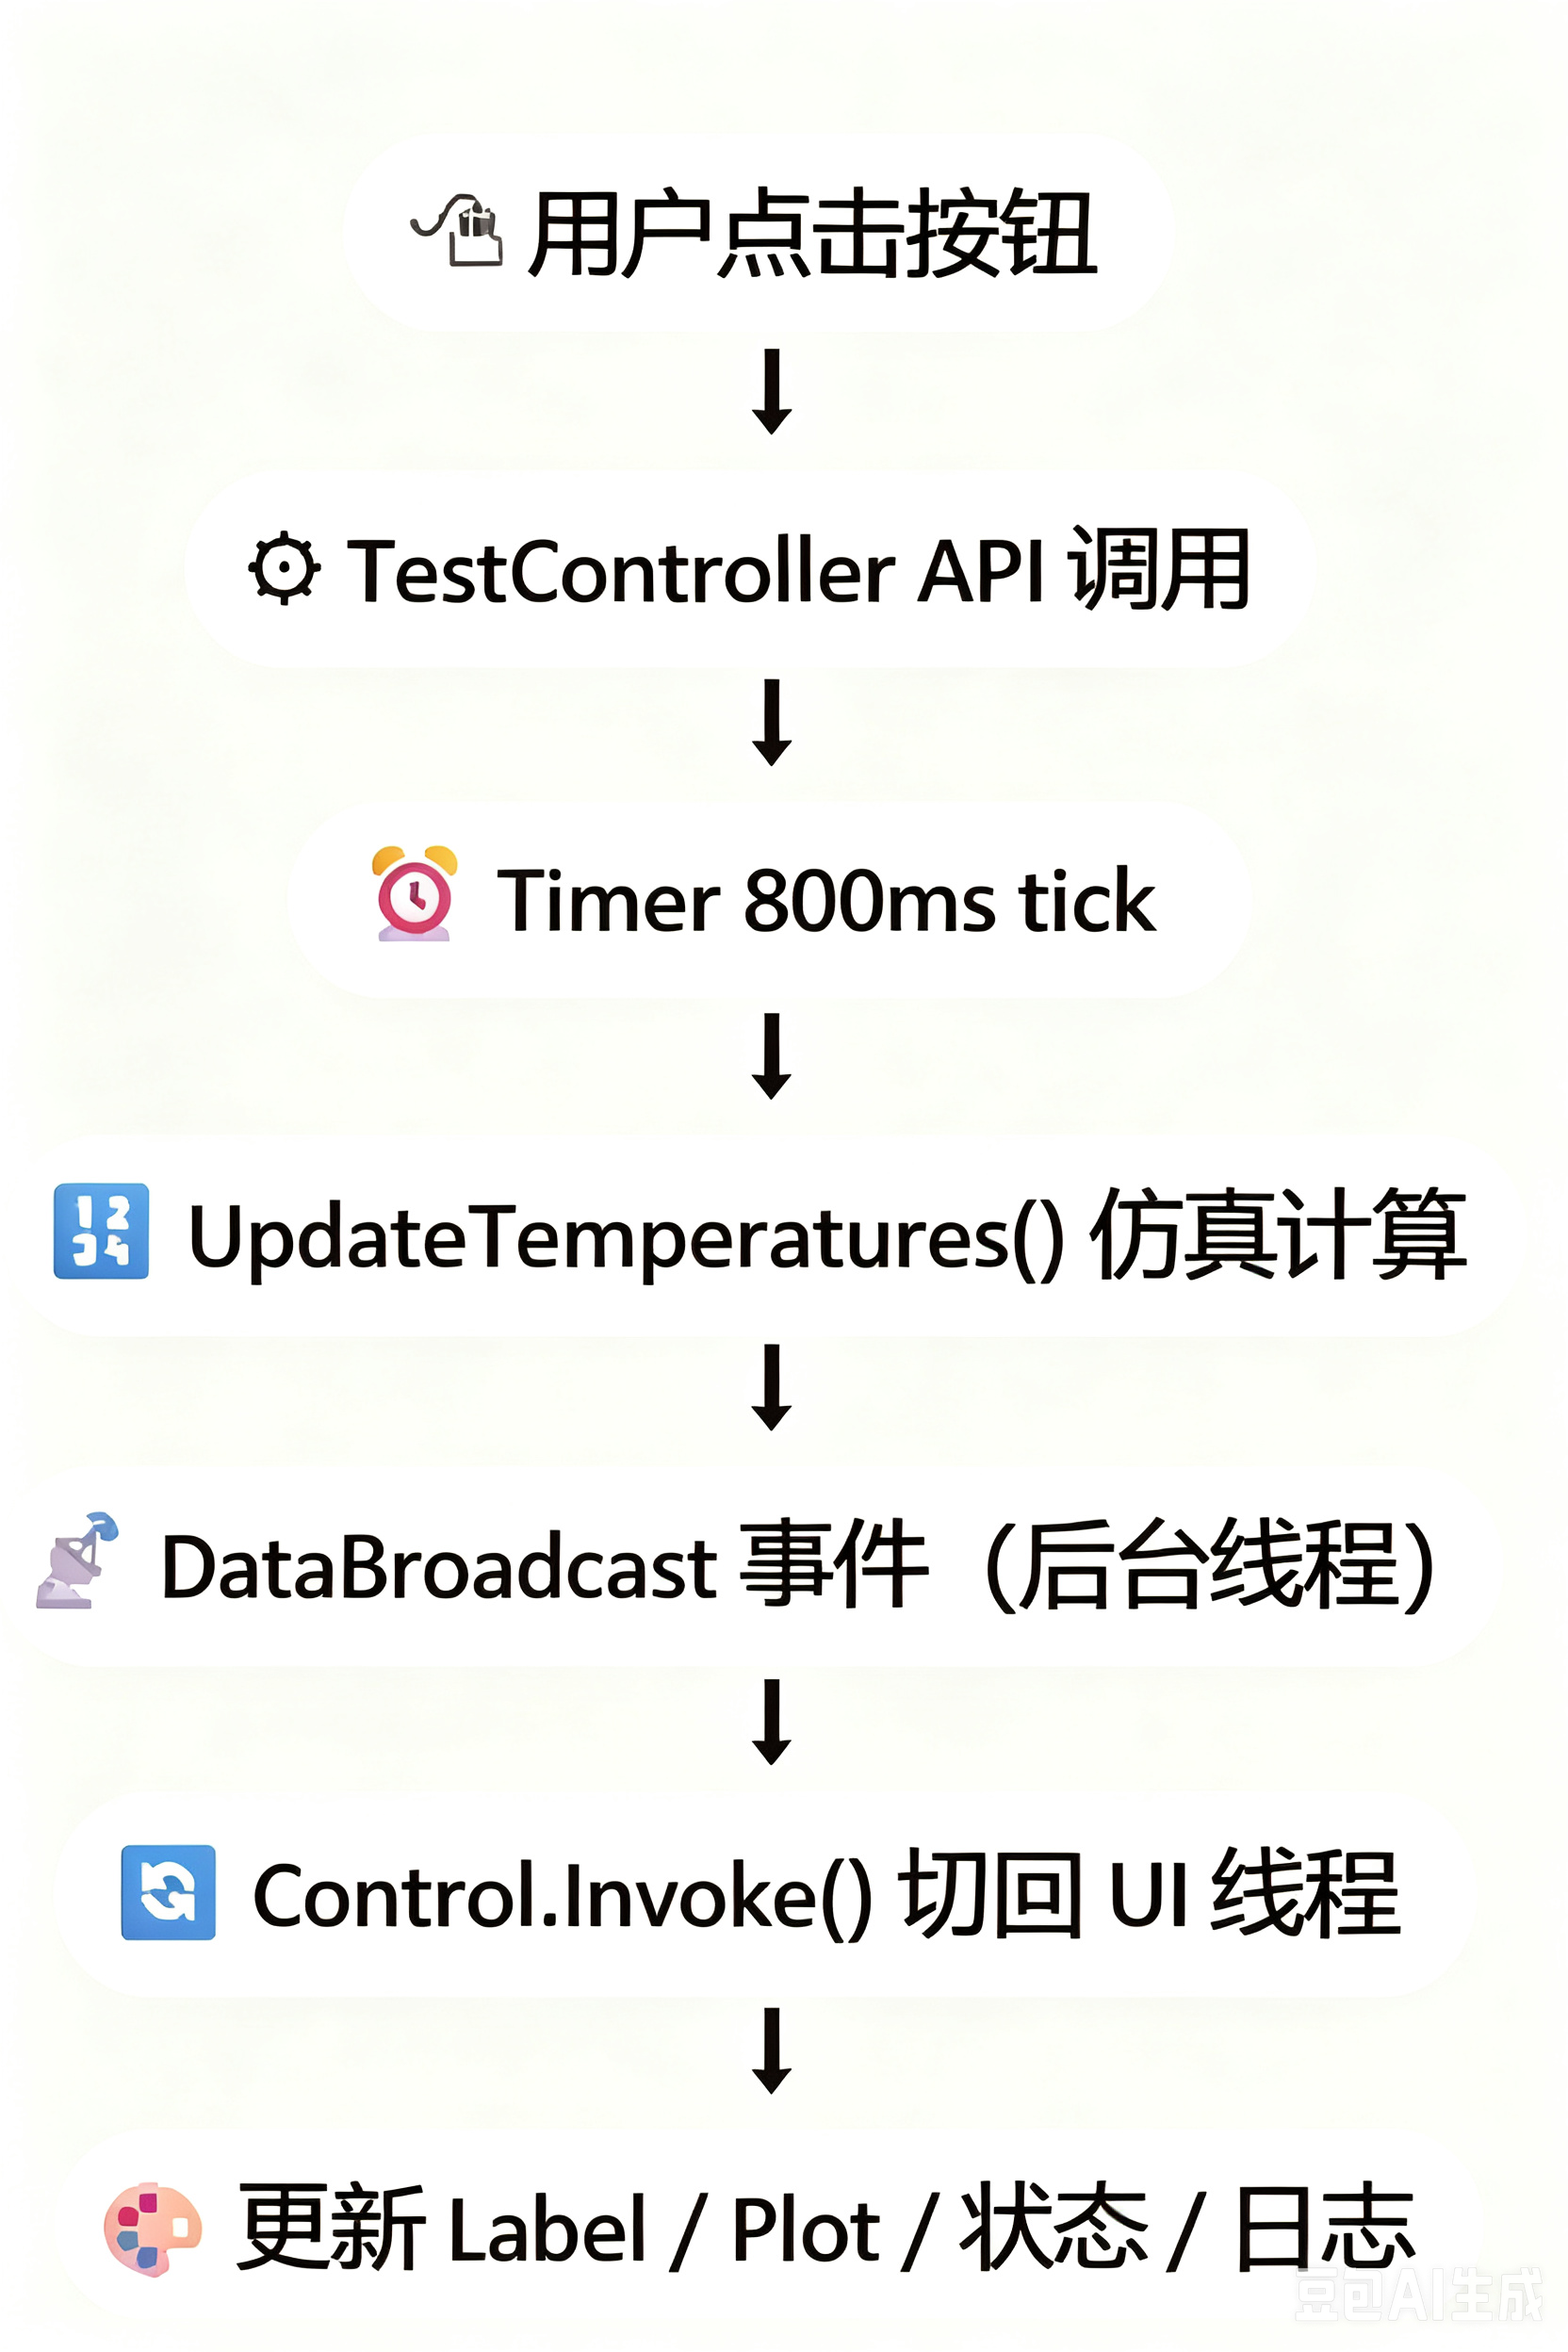 用户点击按钮
TestController API 调用
Timer 800ms tick
UpdateTemperatures() 仿真计算
DataBroadcast 事件（后台线程）
Control.Invoke() 切回 UI 线程
更新 Label / Plot / 状态 / 日志
豆包AI生成